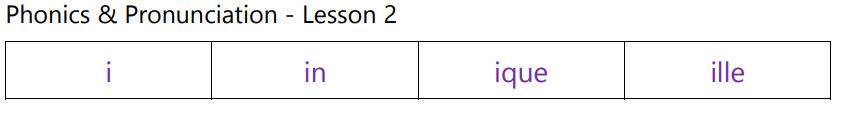 Phonics & Pronunciation - Lesson 2
i in ique ille